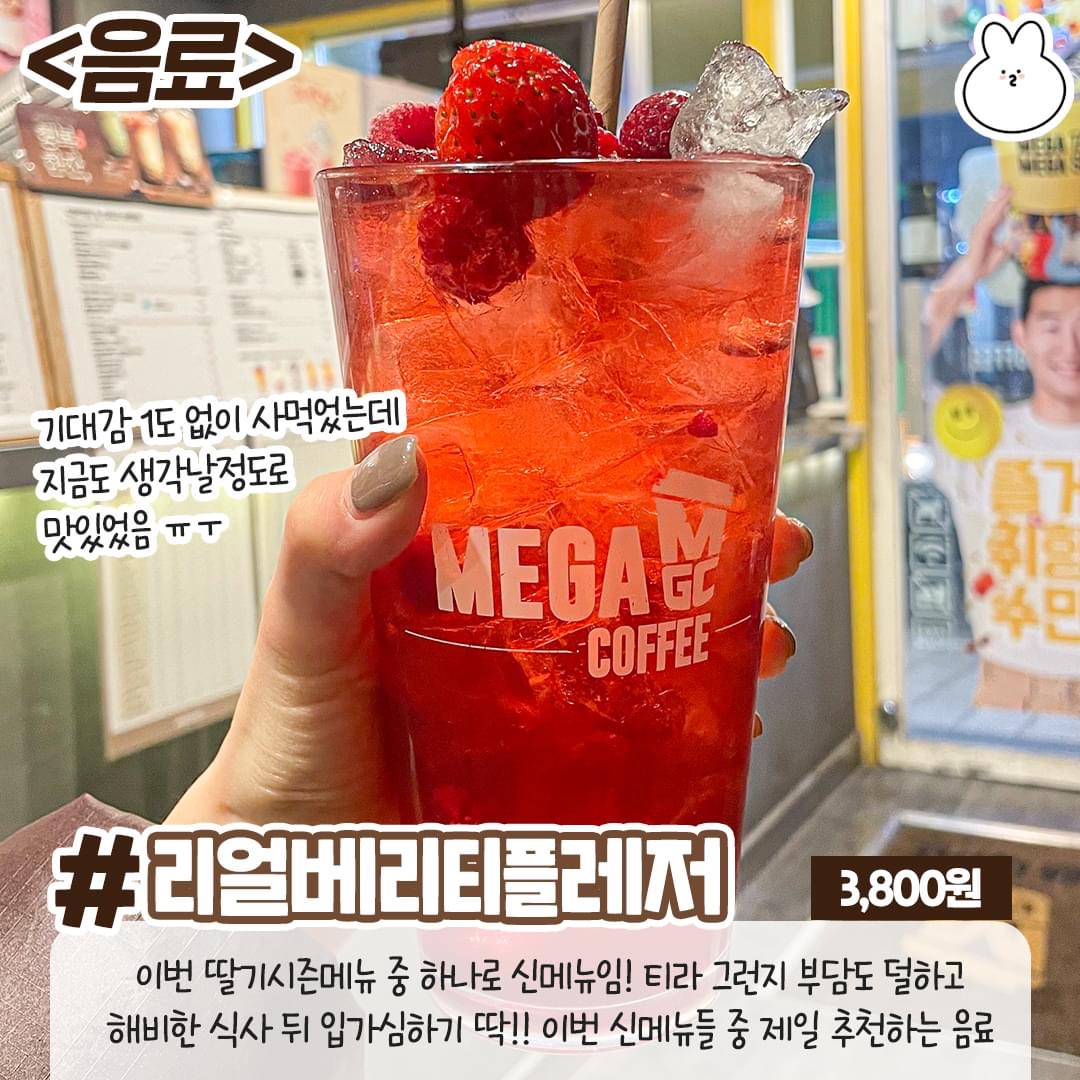 <음료>
기대감 1도 없이 사먹었는데
지금도 생각날정도로
맛있었음 ㅠㅜ
MEGA MGC
COFFEE
#리얼베리티플레저
3,800원
이번 딸기시즌메뉴 중 하나로 신메뉴임! 티라 그런지 부담도 덜하고
해비한 식사 뒤 입가심하기 딱!! 이번 신메뉴들 중 제일 추천하는 음료